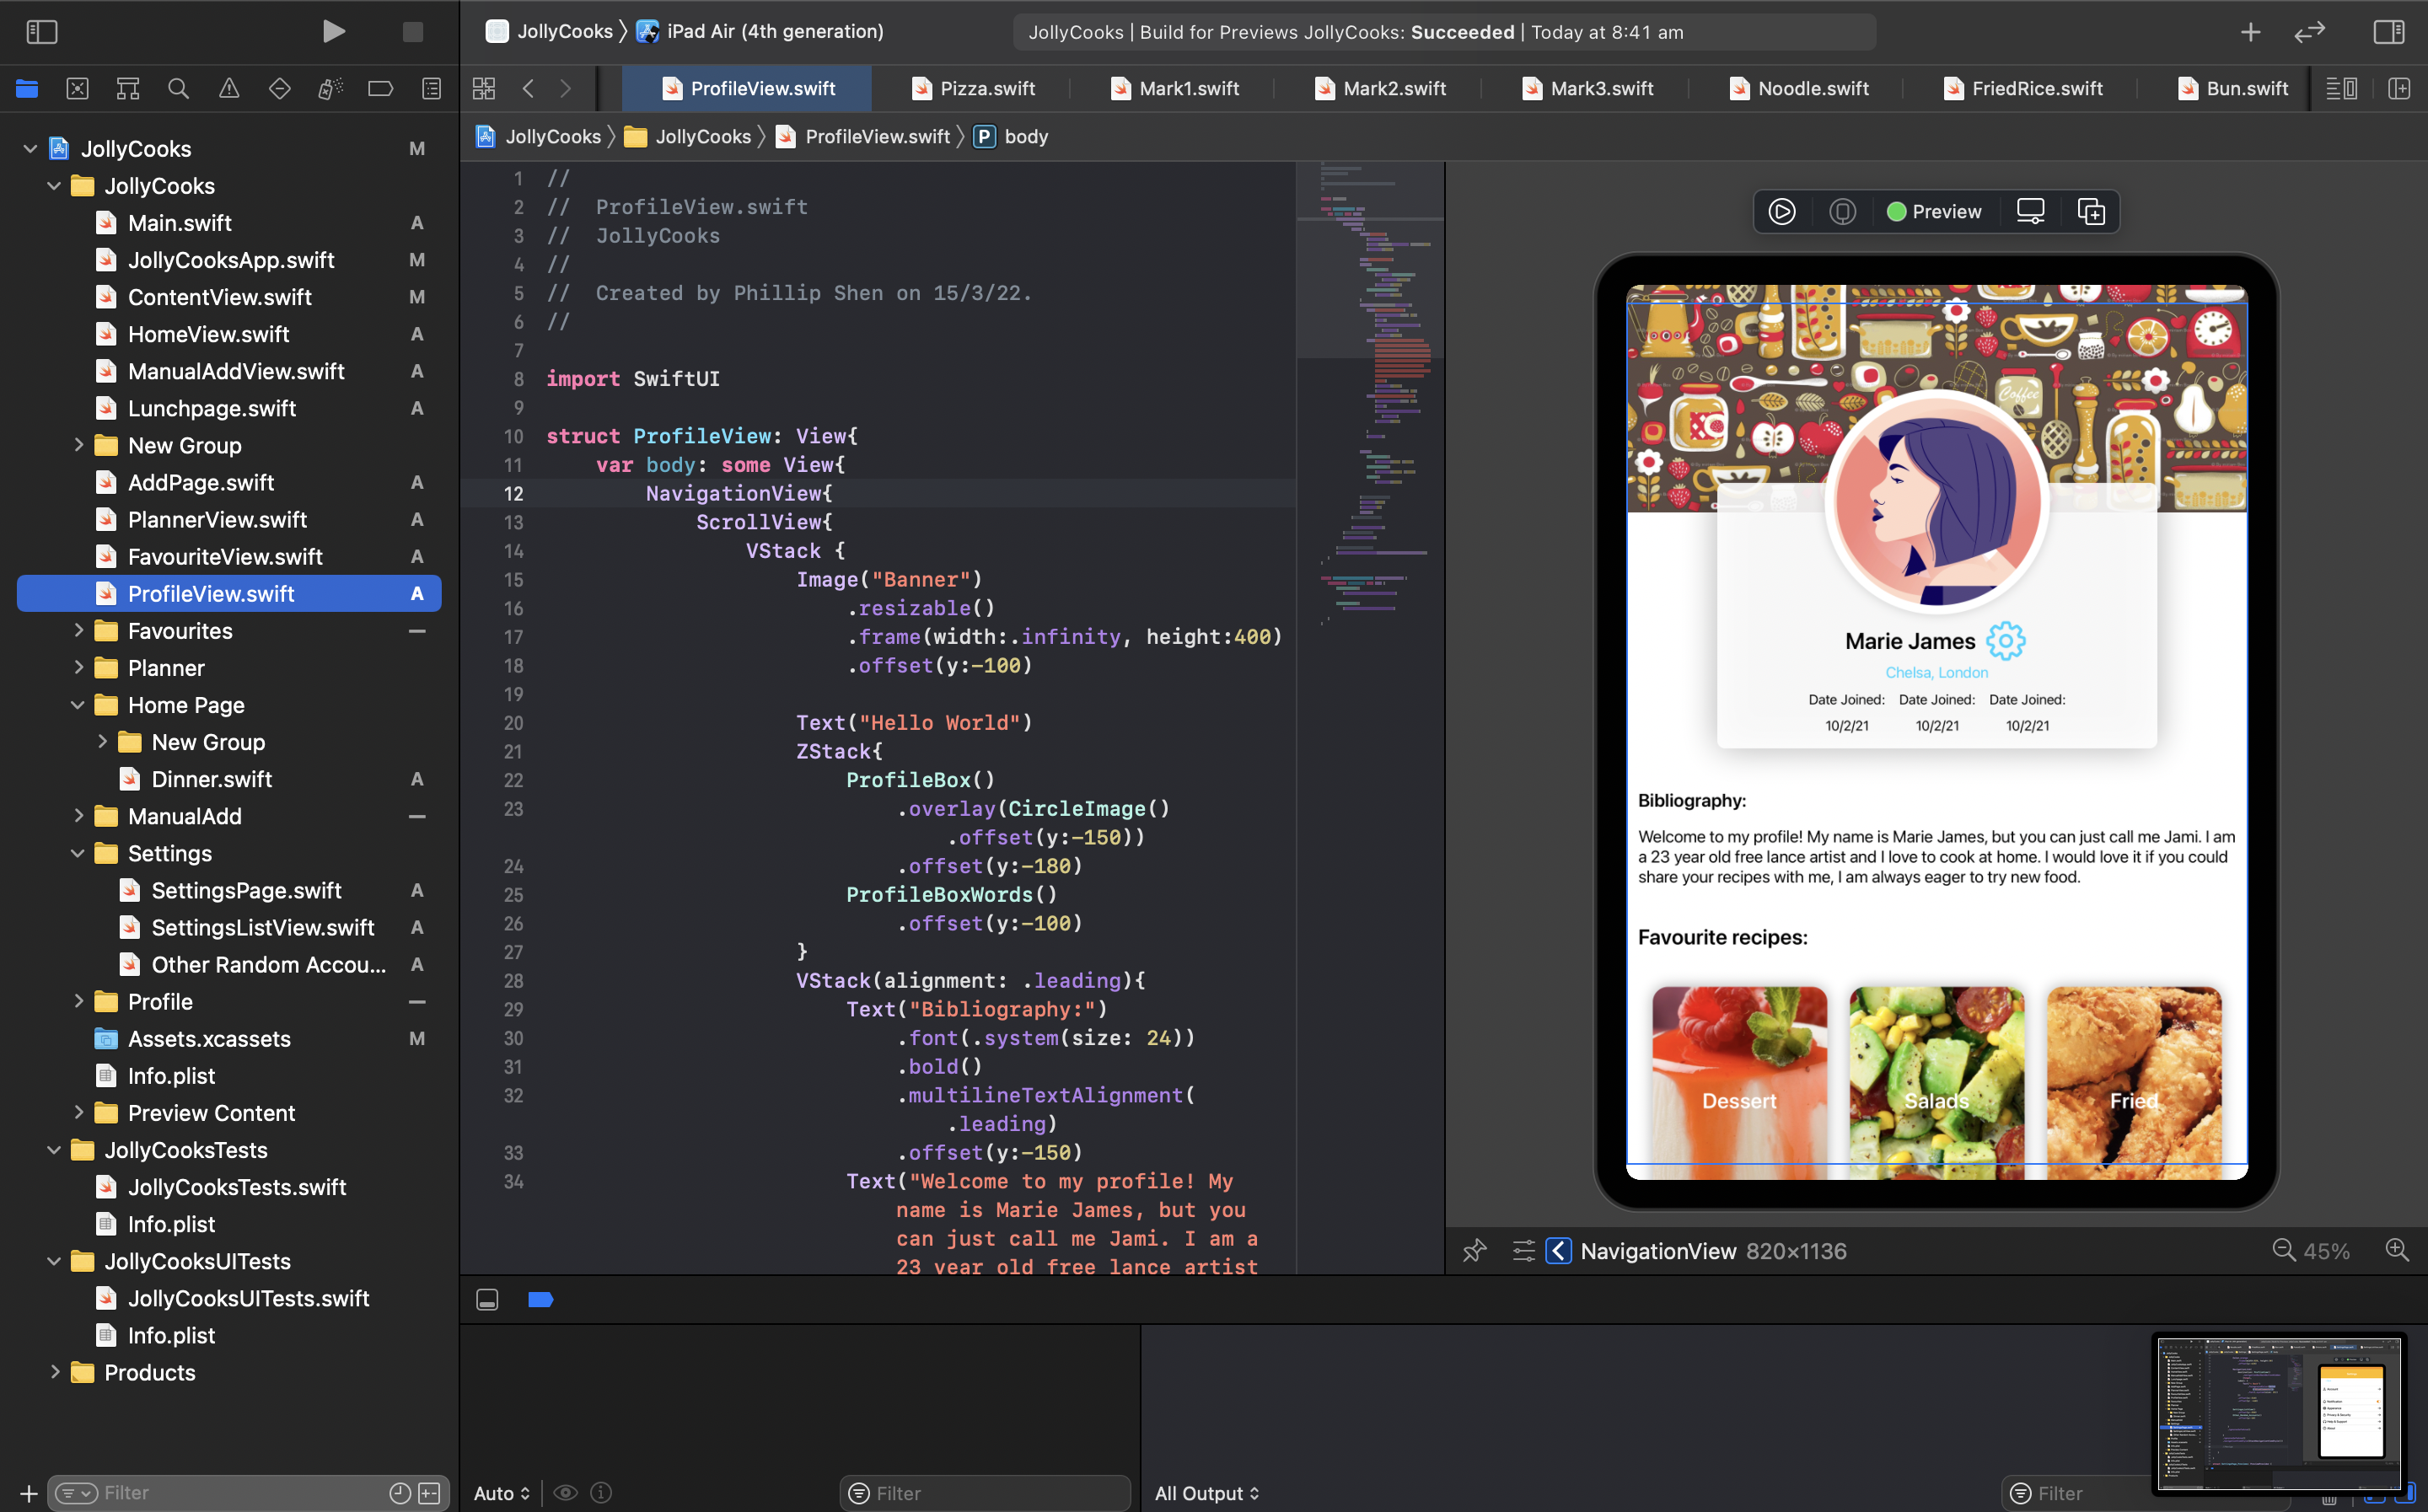 JollyCooks
iPad Air (4th generation)
JollyCooks | Build for Previews JollyCooks: Succeeded | Today at 8:41 am
ProfileView.swift
Pizza.swift
Mark1.swift
Mark2.swift
Mark3.swift
Noodle.swift
FriedRice.swift
Bun.swift
JollyCooks
JollyCooks
ProfileView.swift
P body
JollyCooks M
JollyCooks
Main.swift A
JollyCooksApp.swift M
ContentView.swift M
HomeView.swift A
ManualAddView.swift A
Lunchpage.swift A
New Group
AddPage.swift A
PlannerView.swift A
FavouriteView.swift A
ProfileView.swift A
Favourites
Planner
Home Page
New Group
Dinner.swift A
ManualAdd
Settings
SettingsPage.swift A
SettingsListView.swift A
Other Random Accou... A
Profile
Assets.xcassets M
Info.plist
Preview Content
JollyCooksTests
JollyCooksTests.swift
Info.plist
JollyCooksUITests
JollyCooksUITests.swift
Info.plist
Products
Filter
1 //
2 //  ProfileView.swift
3 //  JollyCooks
4 //
5 //  Created by Phillip Shen on 15/3/22.
6 //
7
8 import SwiftUI
9
10 struct ProfileView: View{
11 var body: some View{
12 NavigationView{
13 ScrollView{
14 VStack {
15 Image("Banner")
16 .resizable()
17 .frame(width:.infinity, height:400)
18 .offset(y:-100)
19
20 Text("Hello World")
21 ZStack{
22 ProfileBox()
23 .overlay(CircleImage()
.offset(y:-150))
24 .offset(y:-180)
25 ProfileBoxWords()
26 .offset(y:-100)
27 }
28 VStack(alignment: .leading){
29 Text("Bibliography:")
30 .font(.system(size: 24))
31 .bold()
32 .multilineTextAlignment(
.leading)
33 .offset(y:-150)
34 Text("Welcome to my profile! My
name is Marie James, but you
can just call me Jami. I am a
23 year old free lance artist
Preview
Coffee
Marie James
Chelsa, London
Date Joined: Date Joined: Date Joined:
10/2/21 10/2/21 10/2/21
Bibliography:
Welcome to my profile! My name is Marie James, but you can just call me Jami. I am
a 23 year old free lance artist and I love to cook at home. I would love it if you could
share your recipes with me, I am always eager to try new food.
Favourite recipes:
Dessert
Salads
Fried
NavigationView 820×1136
45%
Auto
Filter
All Output
Filter